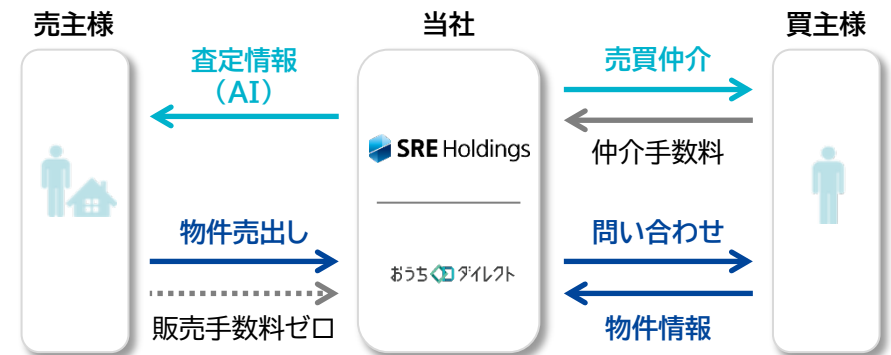 売主様
当社
買主様
査定情報
（AI）
売買仲介
仲介手数料
SRE Holdings
物件売出し
問い合わせ
おうちダイレクト
販売手数料ゼロ
物件情報